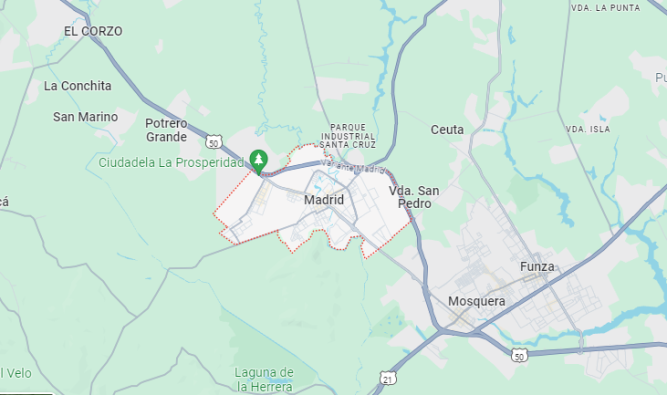 VDA. LA PUNTA
EL CORZO
La Conchita
San Marino
Potrero
Grande
50
PARQUE
INDUSTRIAL
SANTA CRUZ
Ceuta
VDA. ISLA
Ciudadela La Prosperidad
Madrid
Vda. San
Pedro
Funza
Mosquera
50
21
Laguna de
la Herrera
l Velo